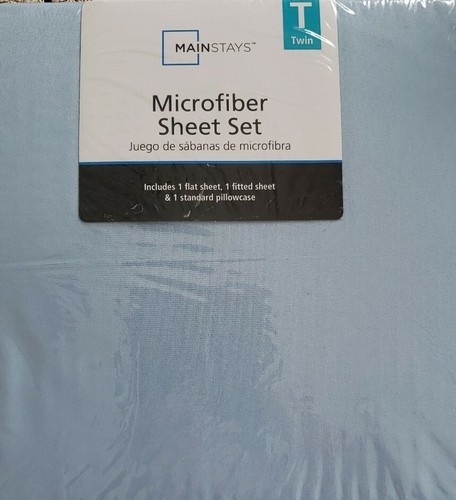 T
Twin
MAINSTAYS™
Microfiber
Sheet Set
Juego de sábanas de microfibra
Includes 1 flat sheet, 1 fitted sheet
& 1 standard pillowcase